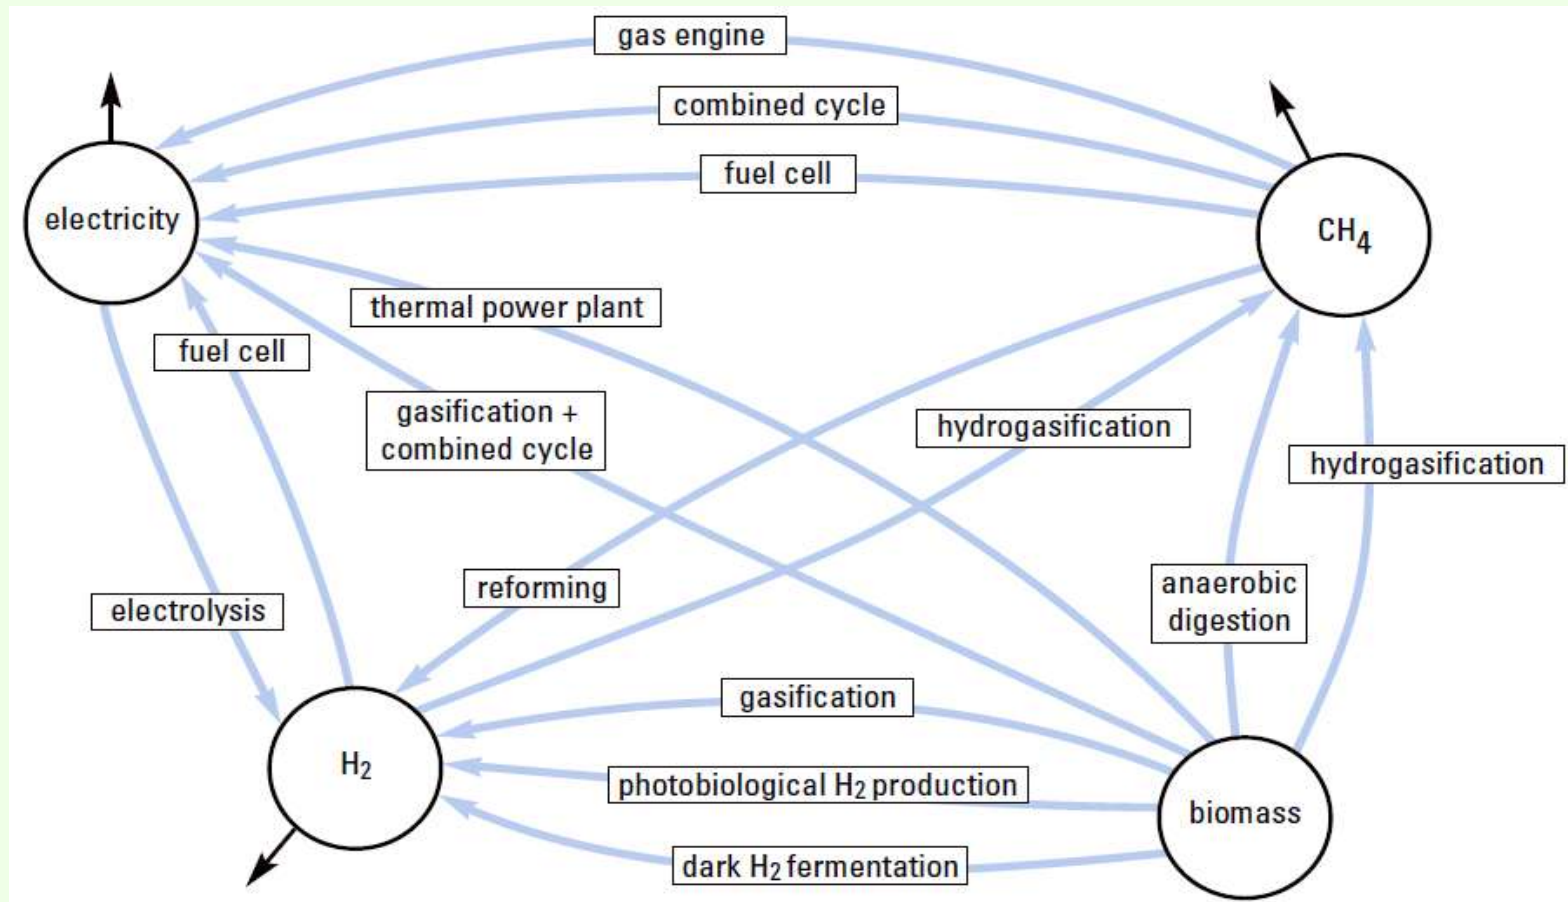 gas engine
combined cycle
fuel cell
electricity
CH₄
thermal power plant
fuel cell
gasification +
combined cycle
hydrogasification
hydrogasification
reforming
anaerobic
digestion
electrolysis
gasification
H₂
photobiological H₂ production
biomass
dark H₂ fermentation